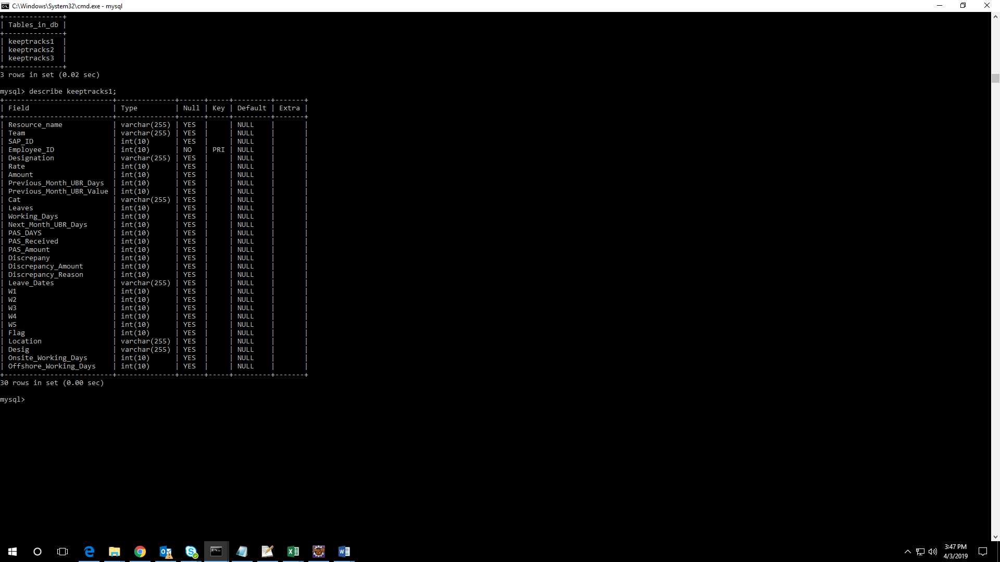 C:\Windows\System32\cmd.exe - mysql
+--------------+
| Tables_in_db |
+--------------+
| keeptracks1  |
| keeptracks2  |
| keeptracks3  |
+--------------+
3 rows in set (0.02 sec)
mysql> describe keeptracks1;
+--------------------------+--------------+------+-----+---------+-------+
| Field                    | Type         | Null | Key | Default | Extra |
+--------------------------+--------------+------+-----+---------+-------+
| Resource_name            | varchar(255) | YES  |     | NULL    |       |
| Team                     | varchar(255) | YES  |     | NULL    |       |
| SAP_ID                   | int(10)      | YES  |     | NULL    |       |
| Employee_ID              | int(10)      | NO   | PRI | NULL    |       |
| Designation              | varchar(255) | YES  |     | NULL    |       |
| Rate                     | int(10)      | YES  |     | NULL    |       |
| Amount                   | int(10)      | YES  |     | NULL    |       |
| Previous_Month_UBR_Days  | int(10)      | YES  |     | NULL    |       |
| Previous_Month_UBR_Value | int(10)      | YES  |     | NULL    |       |
| Cat                      | varchar(255) | YES  |     | NULL    |       |
| Leaves                   | int(10)      | YES  |     | NULL    |       |
| Working_Days             | int(10)      | YES  |     | NULL    |       |
| Next_Month_UBR_Days      | int(10)      | YES  |     | NULL    |       |
| PAS_DAYS                 | int(10)      | YES  |     | NULL    |       |
| PAS_Received             | int(10)      | YES  |     | NULL    |       |
| PAS_Amount               | int(10)      | YES  |     | NULL    |       |
| Discrepany               | int(10)      | YES  |     | NULL    |       |
| Discrepancy_Amount       | int(10)      | YES  |     | NULL    |       |
| Discrepancy_Reason       | int(10)      | YES  |     | NULL    |       |
| Leave_Dates              | varchar(255) | YES  |     | NULL    |       |
| W1                       | int(10)      | YES  |     | NULL    |       |
| W2                       | int(10)      | YES  |     | NULL    |       |
| W3                       | int(10)      | YES  |     | NULL    |       |
| W4                       | int(10)      | YES  |     | NULL    |       |
| W5                       | int(10)      | YES  |     | NULL    |       |
| Flag                     | int(10)      | YES  |     | NULL    |       |
| Location                 | varchar(255) | YES  |     | NULL    |       |
| Desig                    | varchar(255) | YES  |     | NULL    |       |
| Onsite_Working_Days      | int(10)      | YES  |     | NULL    |       |
| Offshore_Working_Days    | int(10)      | YES  |     | NULL    |       |
+--------------------------+--------------+------+-----+---------+-------+
30 rows in set (0.00 sec)
mysql>
3:47 PM
4/3/2019